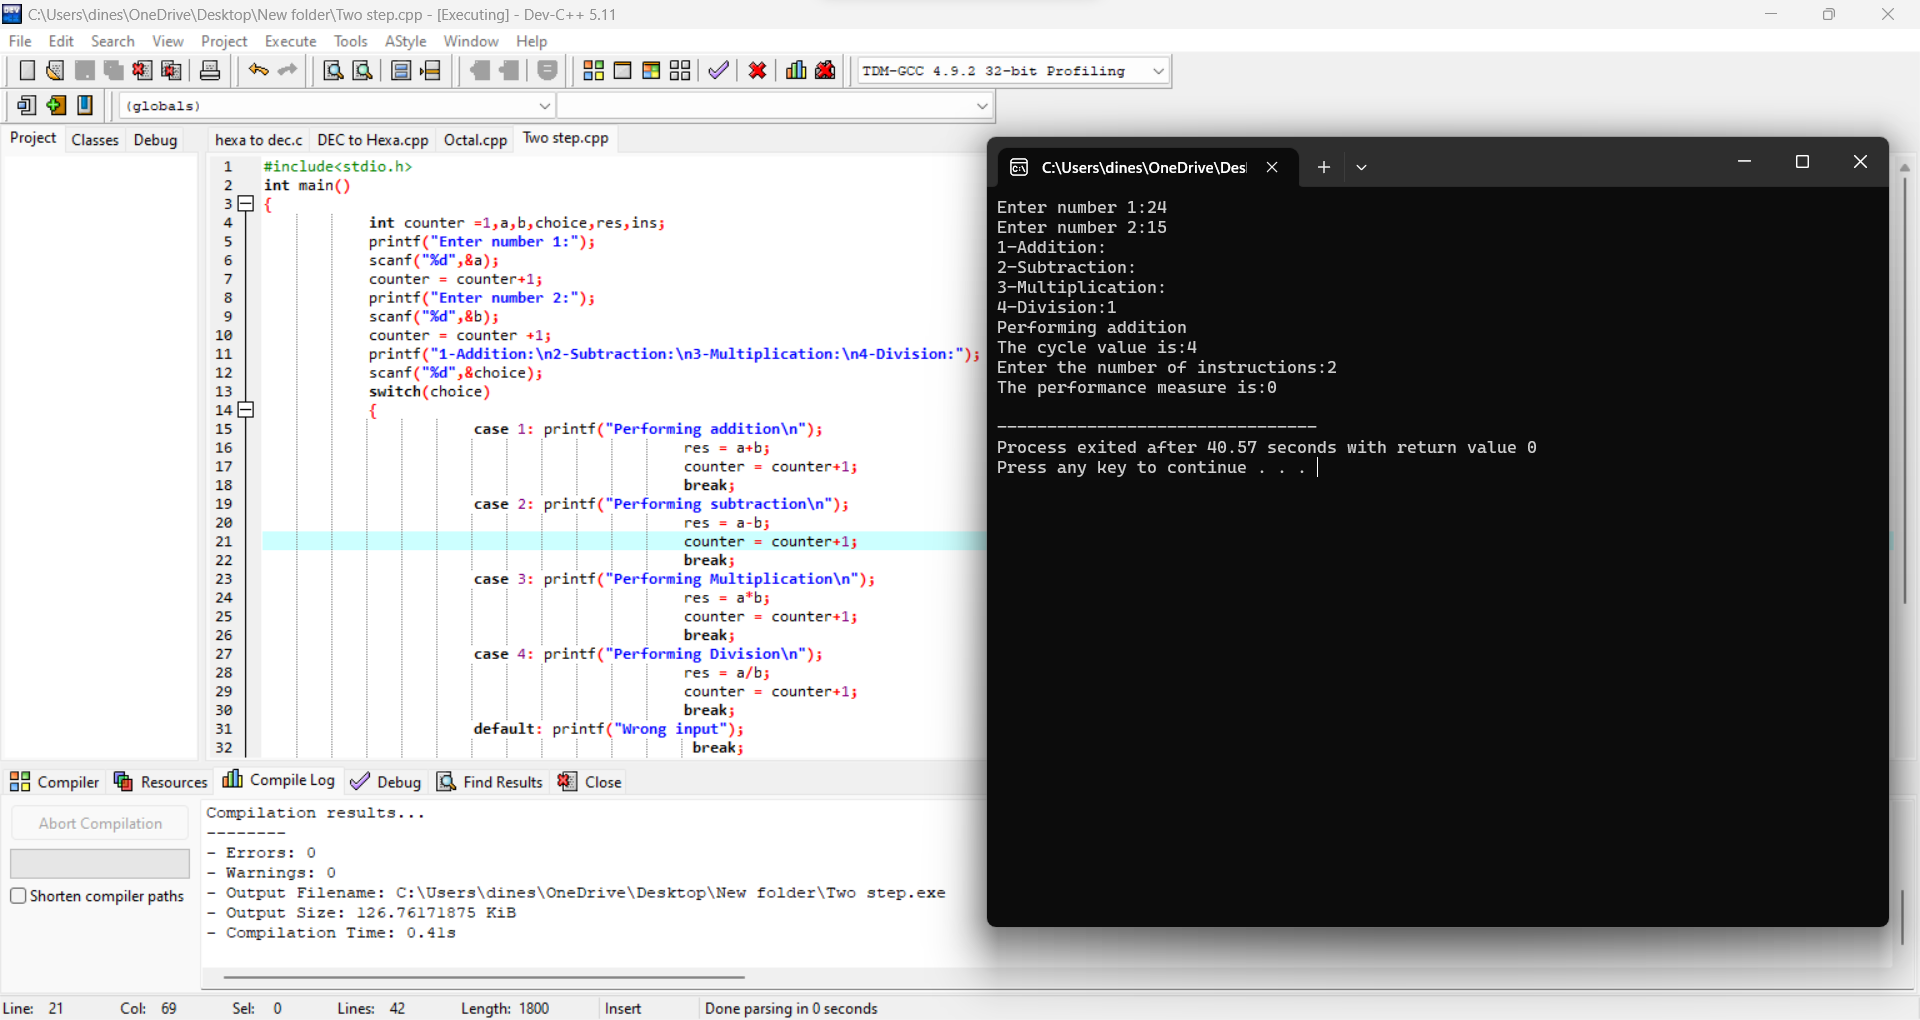 C:\Users\dines\OneDrive\Desktop\New folder\Two step.cpp - [Executing] - Dev-C++ 5.11
File Edit Search View Project Execute Tools AStyle Window Help
TDM-GCC 4.9.2 32-bit Profiling
(globals)
Project Classes Debug
hexa to dec.c DEC to Hexa.cpp Octal.cpp Two step.cpp
1 #include<stdio.h>
2 int main()
3 {
4 int counter =1,a,b,choice,res,ins;
5 printf("Enter number 1:");
6 scanf("%d",&a);
7 counter = counter+1;
8 printf("Enter number 2:");
9 scanf("%d",&b);
10 counter = counter +1;
11 printf("1-Addition:\n2-Subtraction:\n3-Multiplication:\n4-Division:");
12 scanf("%d",&choice);
13 switch(choice)
14 {
15 case 1: printf("Performing addition\n");
16 res = a+b;
17 counter = counter+1;
18 break;
19 case 2: printf("Performing subtraction\n");
20 res = a-b;
21 counter = counter+1;
22 break;
23 case 3: printf("Performing Multiplication\n");
24 res = a*b;
25 counter = counter+1;
26 break;
27 case 4: printf("Performing Division\n");
28 res = a/b;
29 counter = counter+1;
30 break;
31 default: printf("Wrong input");
32 break;
C:\Users\dines\OneDrive\Des
Enter number 1:24
Enter number 2:15
1-Addition:
2-Subtraction:
3-Multiplication:
4-Division:1
Performing addition
The cycle value is:4
Enter the number of instructions:2
The performance measure is:0
--------------------------------
Process exited after 40.57 seconds with return value 0
Press any key to continue . . .
Compiler Resources Compile Log Debug Find Results Close
Abort Compilation
Shorten compiler paths
Compilation results...
--------
- Errors: 0
- Warnings: 0
- Output Filename: C:\Users\dines\OneDrive\Desktop\New folder\Two step.exe
- Output Size: 126.76171875 KiB
- Compilation Time: 0.41s
Line: 21 Col: 69 Sel: 0 Lines: 42 Length: 1800 Insert Done parsing in 0 seconds